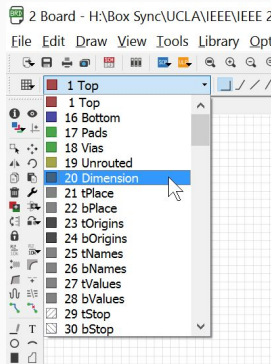 2 Board - H:\Box Sync\UCLA\IEEE\IEEE 2
File Edit Draw View Tools Library Opt
1 Top
1 Top
16 Bottom
17 Pads
18 Vias
19 Unrouted
20 Dimension
21 tPlace
22 bPlace
23 tOrigins
24 bOrigins
25 tNames
26 bNames
27 tValues
28 bValues
29 tStop
30 bStop
T